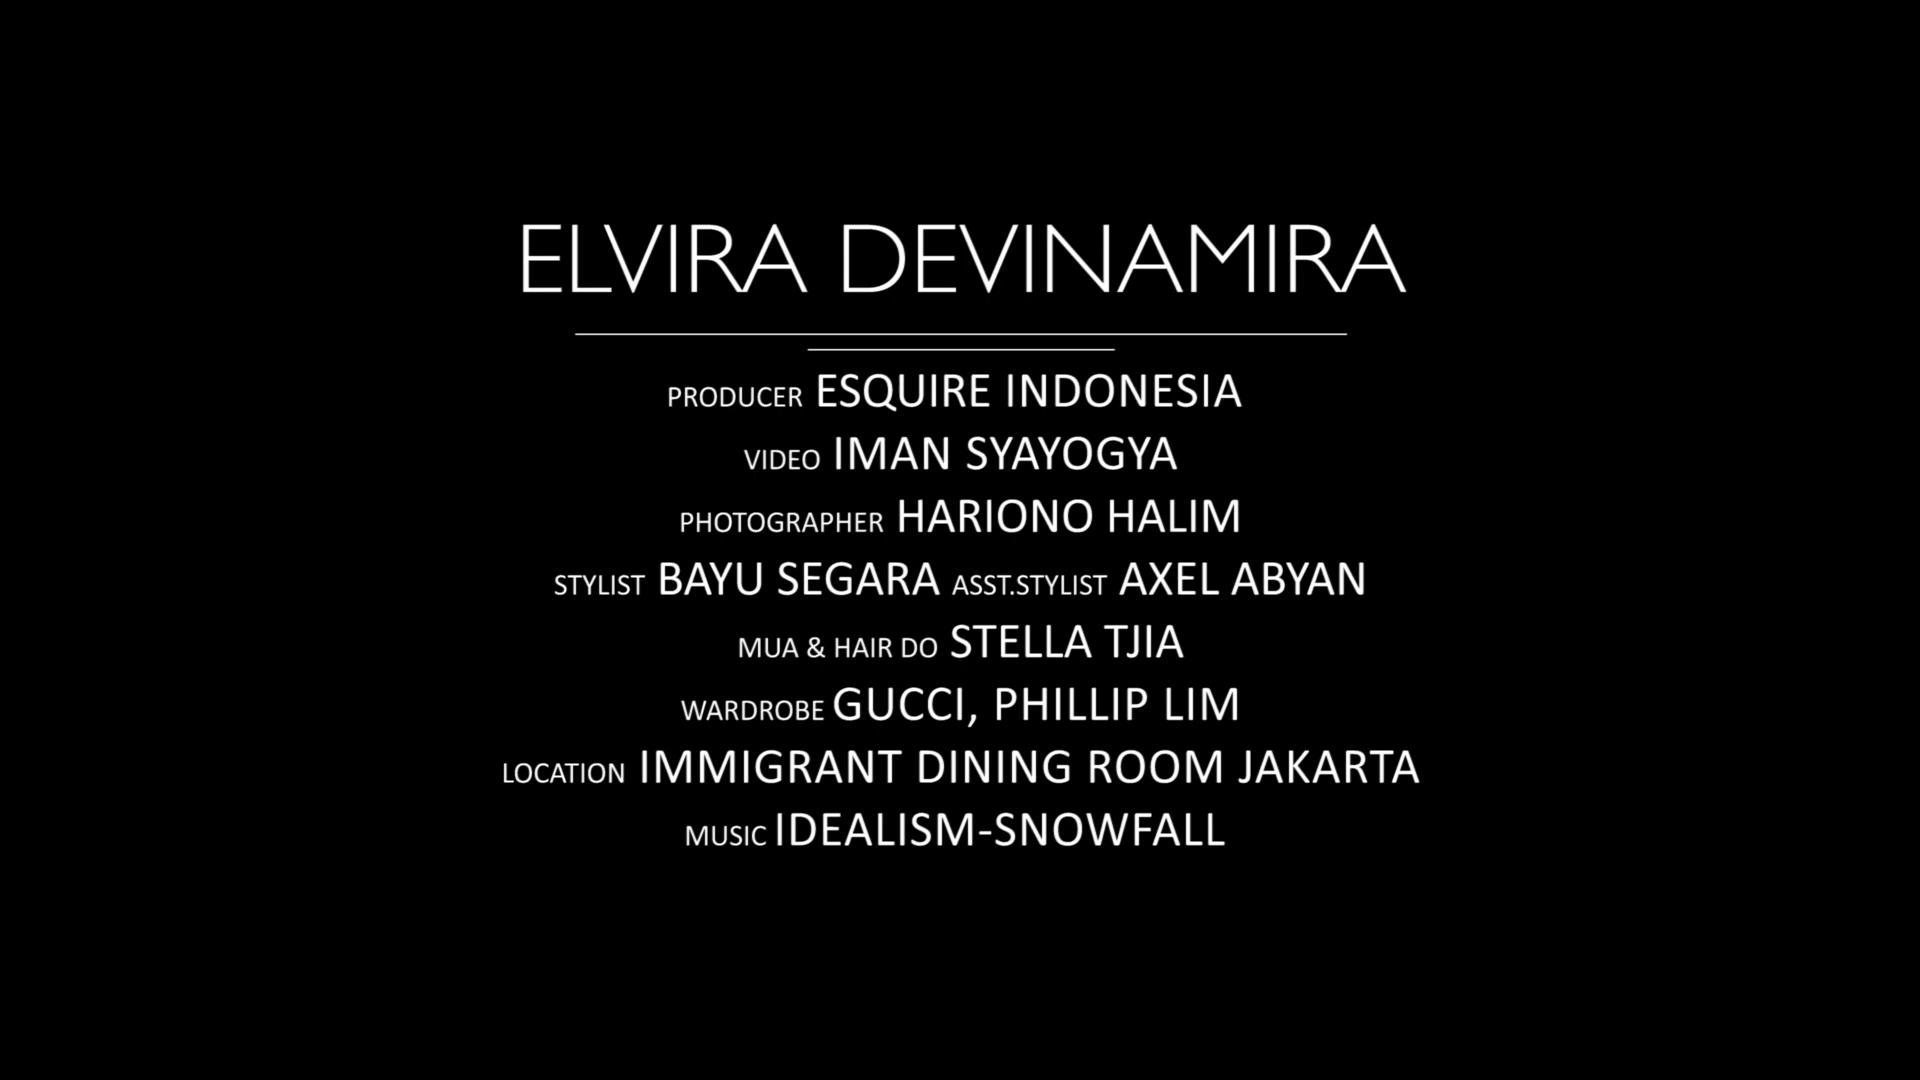 ELVIRA DEVINAMIRA
PRODUCER ESQUIRE INDONESIA
VIDEO IMAN SYAYOGYA
PHOTOGRAPHER HARIONO HALIM
STYLIST BAYU SEGARA ASST.STYLIST AXEL ABYAN
MUA & HAIR DO STELLA TJIA
WARDROBE GUCCI, PHILLIP LIM
LOCATION IMMIGRANT DINING ROOM JAKARTA
MUSIC IDEALISM-SNOWFALL